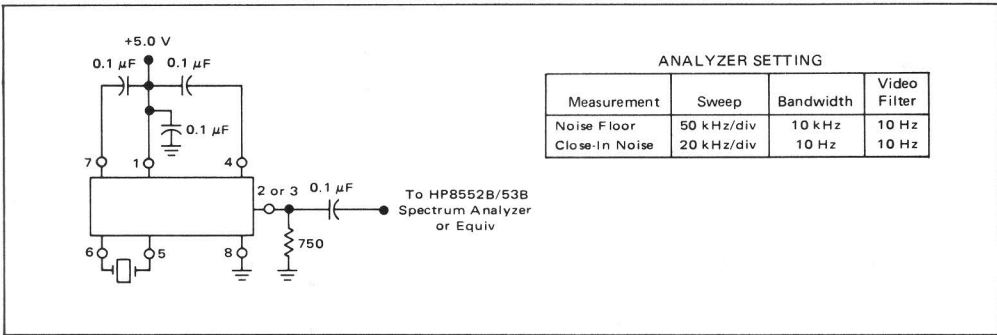 +5.0 V
0.1 µF 0.1 µF
0.1 µF
7 1 4
2 or 3 0.1 µF
To HP8552B/53B
Spectrum Analyzer
or Equiv
750
6 5 8
ANALYZER SETTING
Measurement Sweep Bandwidth Video Filter
Noise Floor 50 kHz/div 10 kHz 10 Hz
Close-In Noise 20 kHz/div 10 Hz 10 Hz